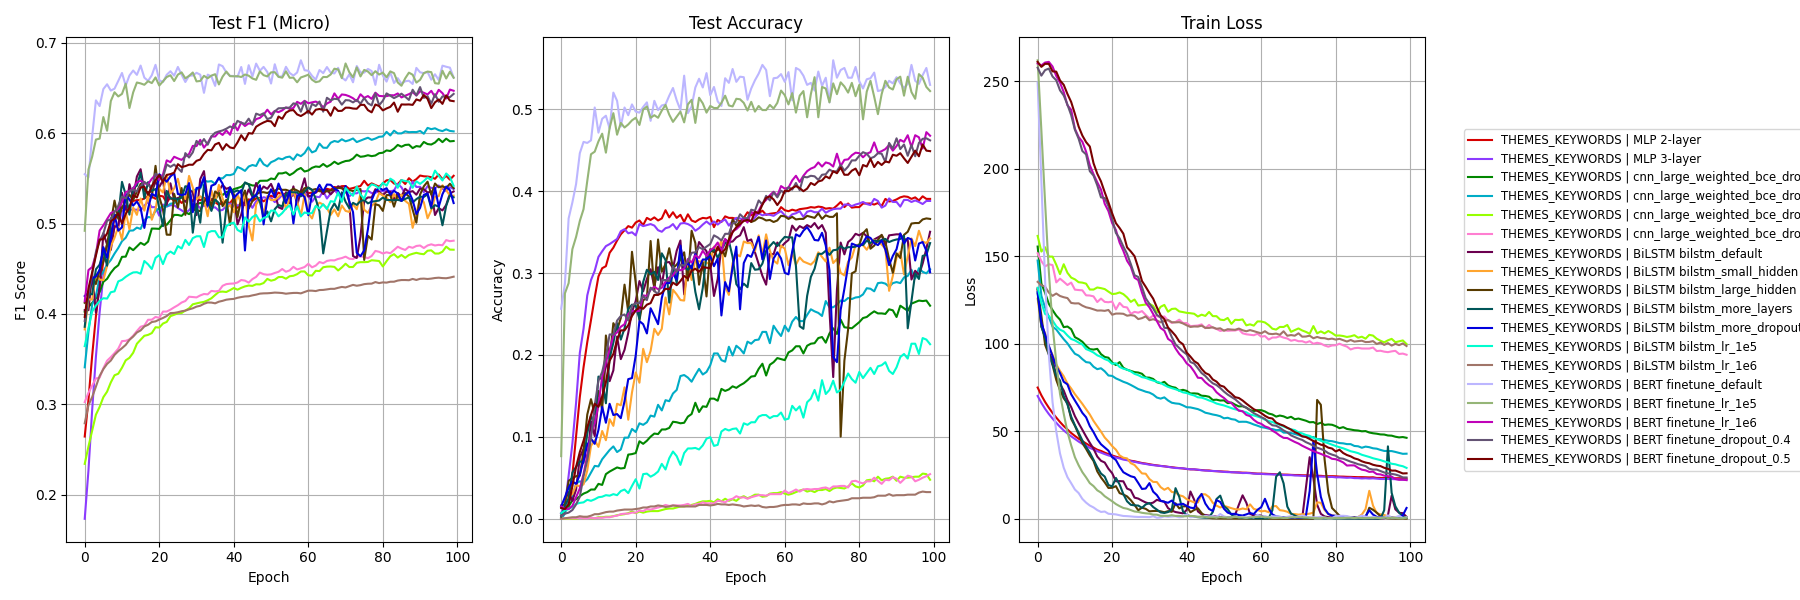 Test F1 (Micro)
0.7
0.6
0.5
0.4
0.3
0.2
F1 Score
0 20 40 60 80 100
Epoch
Test Accuracy
0.5
0.4
0.3
0.2
0.1
0.0
Accuracy
0 20 40 60 80 100
Epoch
Train Loss
250
200
150
100
50
0
Loss
0 20 40 60 80 100
Epoch
THEMES_KEYWORDS | MLP 2-layer
THEMES_KEYWORDS | MLP 3-layer
THEMES_KEYWORDS | cnn_large_weighted_bce_dro
THEMES_KEYWORDS | cnn_large_weighted_bce_dro
THEMES_KEYWORDS | cnn_large_weighted_bce_dro
THEMES_KEYWORDS | cnn_large_weighted_bce_dro
THEMES_KEYWORDS | BiLSTM bilstm_default
THEMES_KEYWORDS | BiLSTM bilstm_small_hidden
THEMES_KEYWORDS | BiLSTM bilstm_large_hidden
THEMES_KEYWORDS | BiLSTM bilstm_more_layers
THEMES_KEYWORDS | BiLSTM bilstm_more_dropout
THEMES_KEYWORDS | BiLSTM bilstm_lr_1e5
THEMES_KEYWORDS | BiLSTM bilstm_lr_1e6
THEMES_KEYWORDS | BERT finetune_default
THEMES_KEYWORDS | BERT finetune_lr_1e5
THEMES_KEYWORDS | BERT finetune_lr_1e6
THEMES_KEYWORDS | BERT finetune_dropout_0.4
THEMES_KEYWORDS | BERT finetune_dropout_0.5